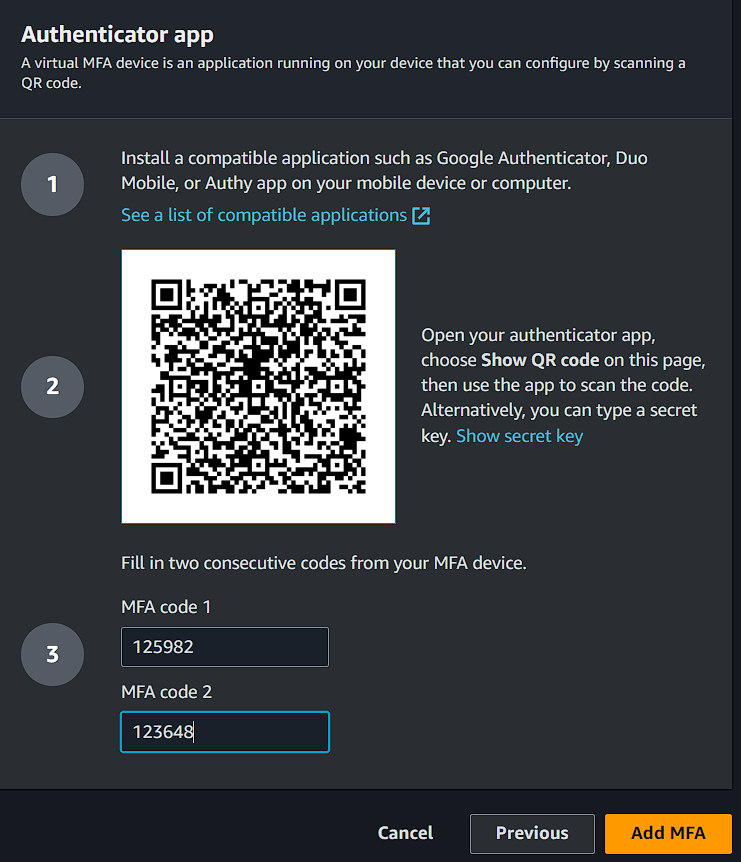 Authenticator app
A virtual MFA device is an application running on your device that you can configure by scanning a
QR code.
1
Install a compatible application such as Google Authenticator, Duo
Mobile, or Authy app on your mobile device or computer.
See a list of compatible applications
2
Open your authenticator app,
choose Show QR code on this page,
then use the app to scan the code.
Alternatively, you can type a secret
key. Show secret key
3
Fill in two consecutive codes from your MFA device.
MFA code 1
125982
MFA code 2
123648
Cancel
Previous
Add MFA